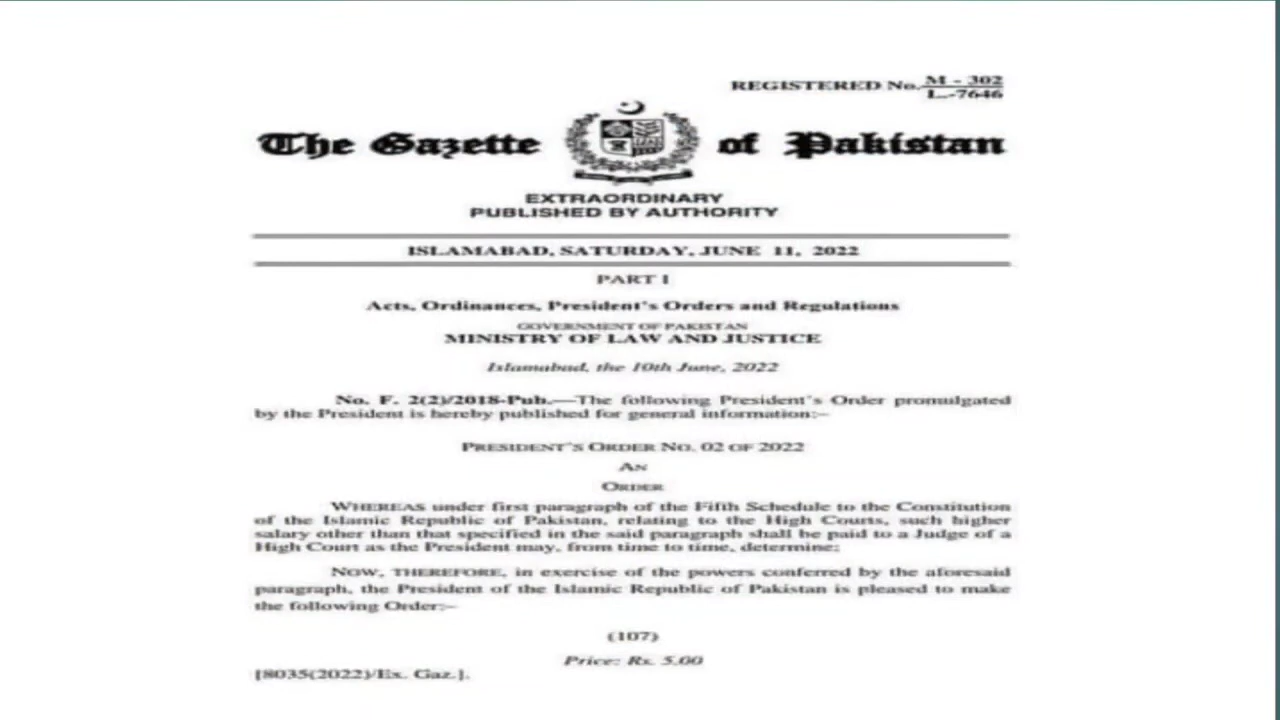 REGISTERED No. M - 302
L.-7646
The Gazette of Pakistan
EXTRAORDINARY
PUBLISHED BY AUTHORITY
ISLAMABAD, SATURDAY, JUNE 11, 2022
PART I
Acts, Ordinances, President's Orders and Regulations
GOVERNMENT OF PAKISTAN
MINISTRY OF LAW AND JUSTICE
Islamabad, the 10th June, 2022
No. F. 2(2)/2018-Pub.—The following President's Order promulgated
by the President is hereby published for general information:–
PRESIDENT'S ORDER NO. 02 OF 2022
AN
ORDER
WHEREAS under first paragraph of the Fifth Schedule to the Constitution
of the Islamic Republic of Pakistan, relating to the High Courts, such higher
salary other than that specified in the said paragraph shall be paid to a Judge of a
High Court as the President may, from time to time, determine;
NOW, THEREFORE, in exercise of the powers conferred by the aforesaid
paragraph, the President of the Islamic Republic of Pakistan is pleased to make
the following Order:–
(107)
Price: Rs. 5.00
[8035(2022)/Ex. Gaz.].